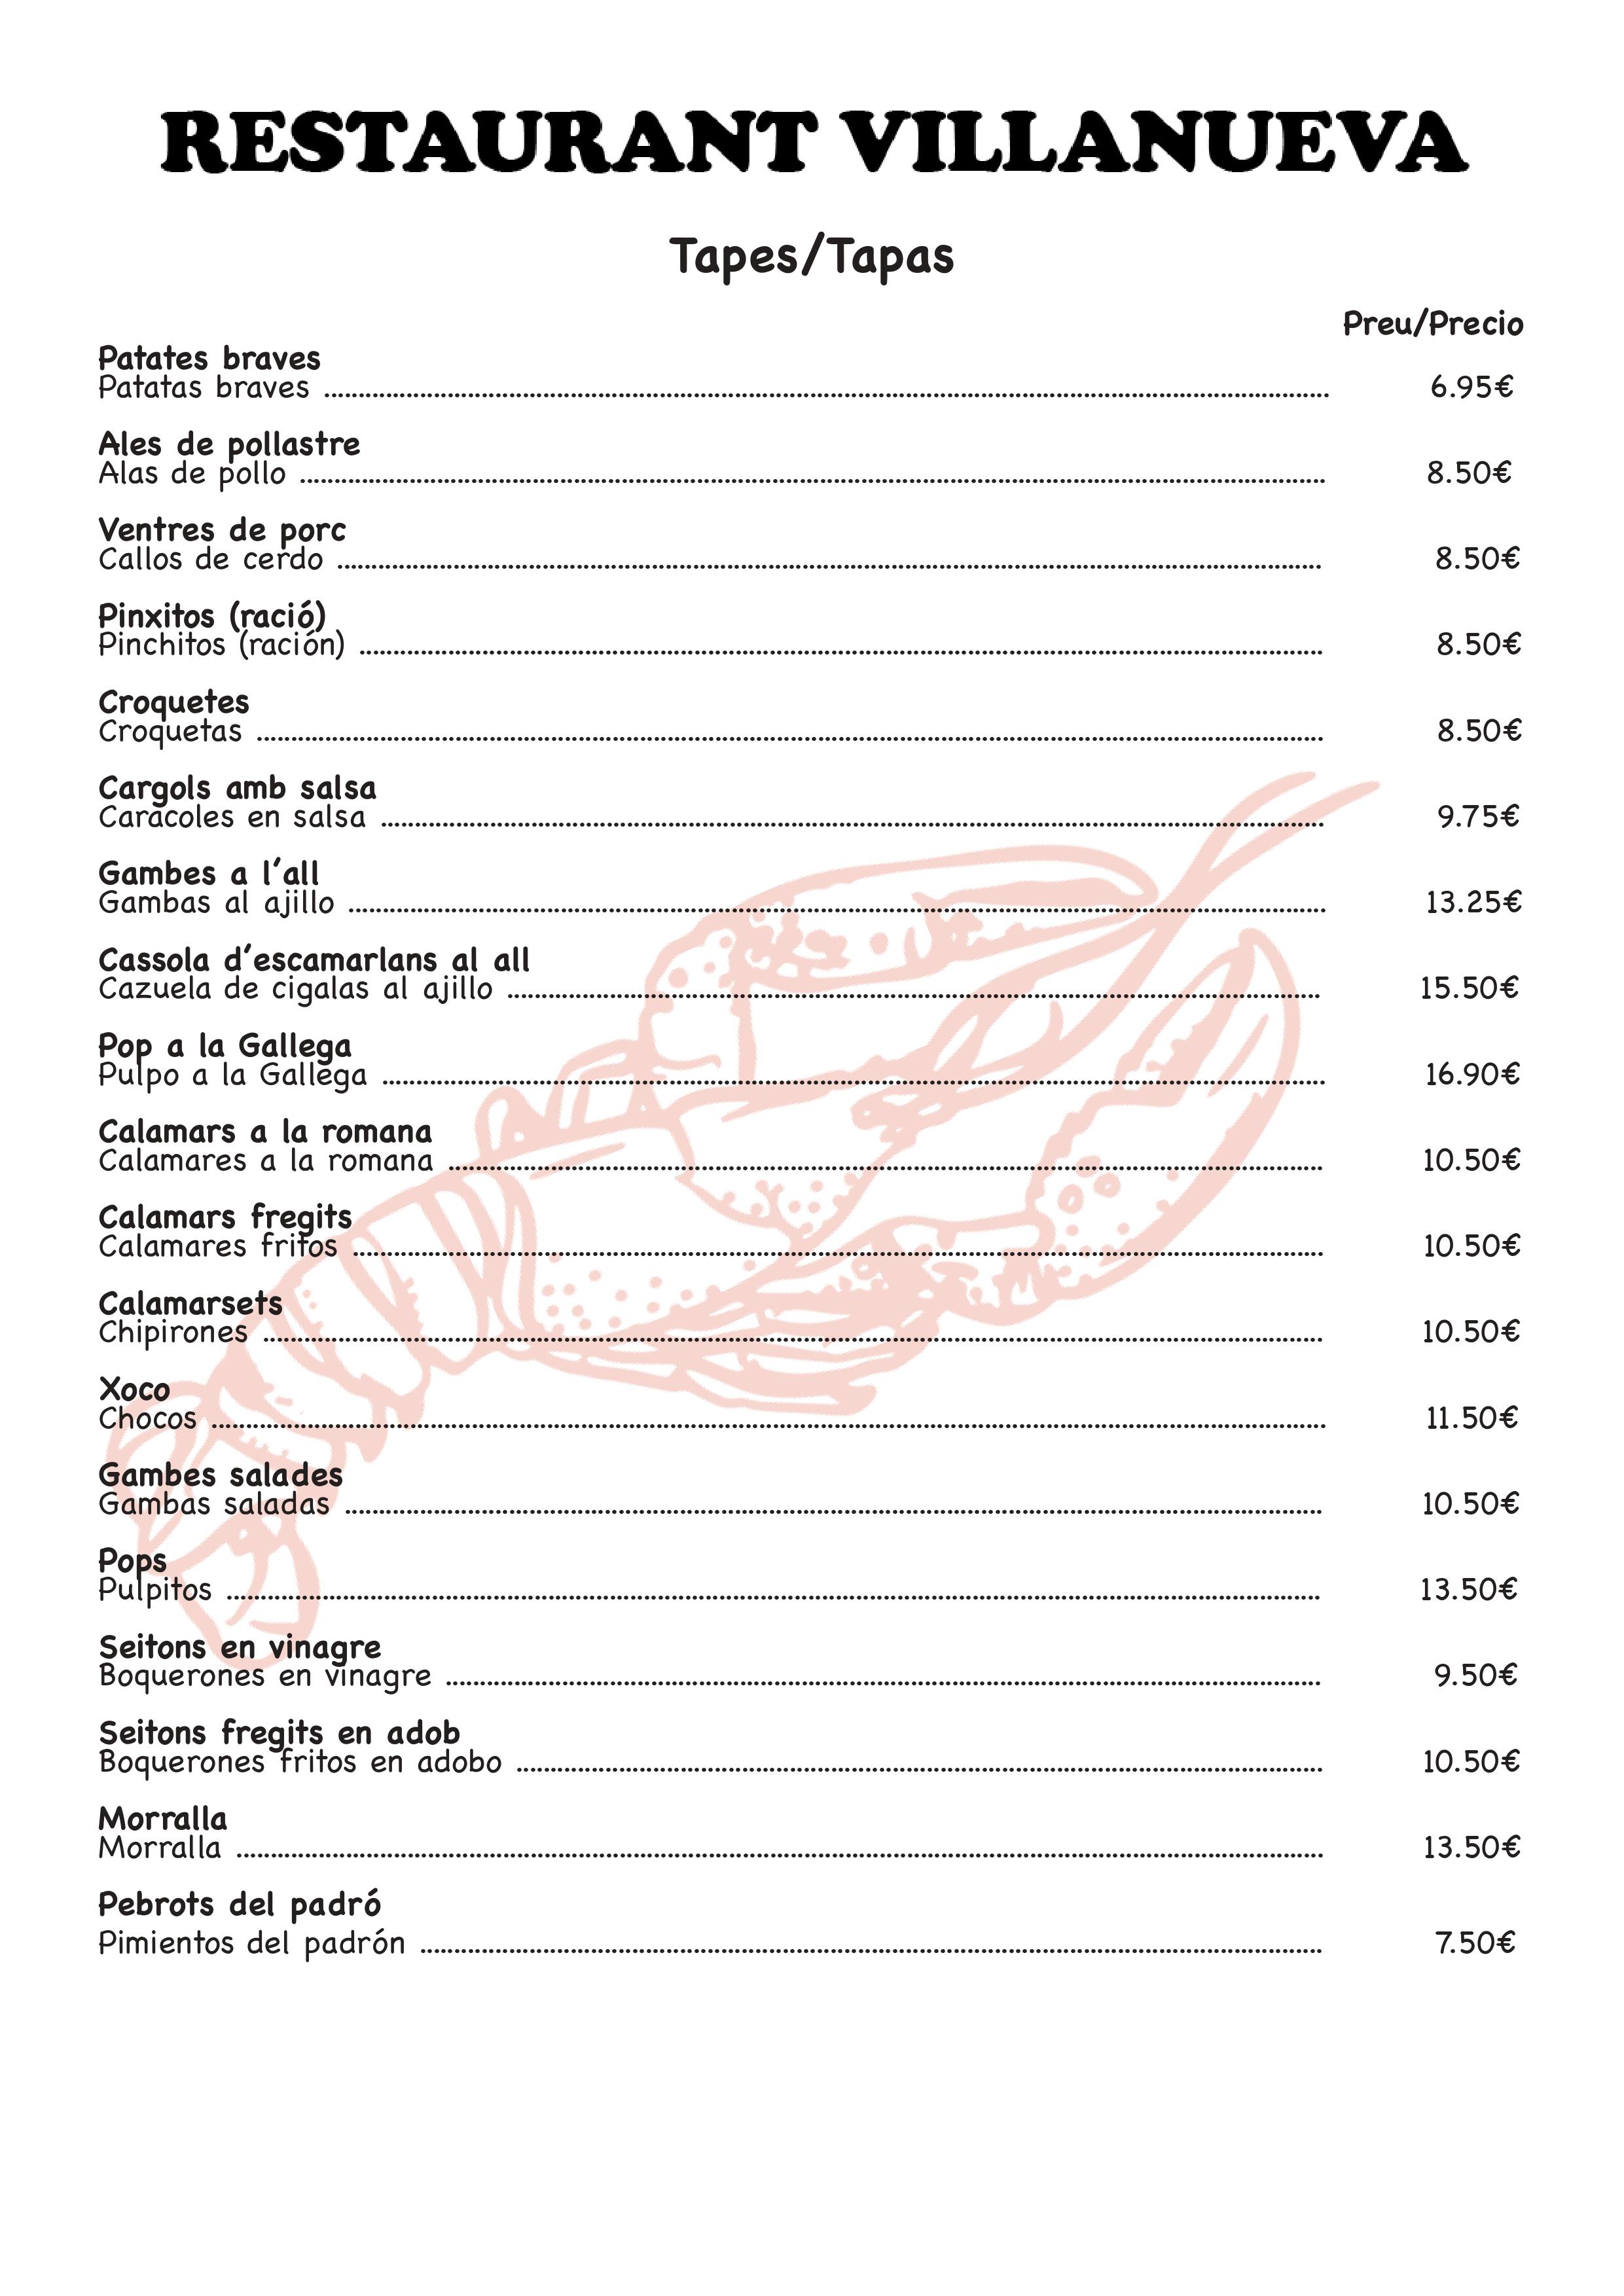 RESTAURANT VILLANUEVA
Tapes/Tapas
Preu/Precio
Patates braves
Patatas braves ........ 6.95€
Ales de pollastre
Alas de pollo ........ 8.50€
Ventres de porc
Callos de cerdo ........ 8.50€
Pinxitos (ració)
Pinchitos (ración) ........ 8.50€
Croquetes
Croquetas ........ 8.50€
Cargols amb salsa
Caracoles en salsa ........ 9.75€
Gambes a l'all
Gambas al ajillo ........ 13.25€
Cassola d'escamarlans al all
Cazuela de cigalas al ajillo ........ 15.50€
Pop a la Gallega
Pulpo a la Gallega ........ 16.90€
Calamars a la romana
Calamares a la romana ........ 10.50€
Calamars fregits
Calamares fritos ........ 10.50€
Calamarsets
Chipirones ........ 10.50€
Xoco
Chocos ........ 11.50€
Gambes salades
Gambas saladas ........ 10.50€
Pops
Pulpitos ........ 13.50€
Seitons en vinagre
Boquerones en vinagre ........ 9.50€
Seitons fregits en adob
Boquerones fritos en adobo ........ 10.50€
Morralla
Morralla ........ 13.50€
Pebrots del padró
Pimientos del padrón ........ 7.50€